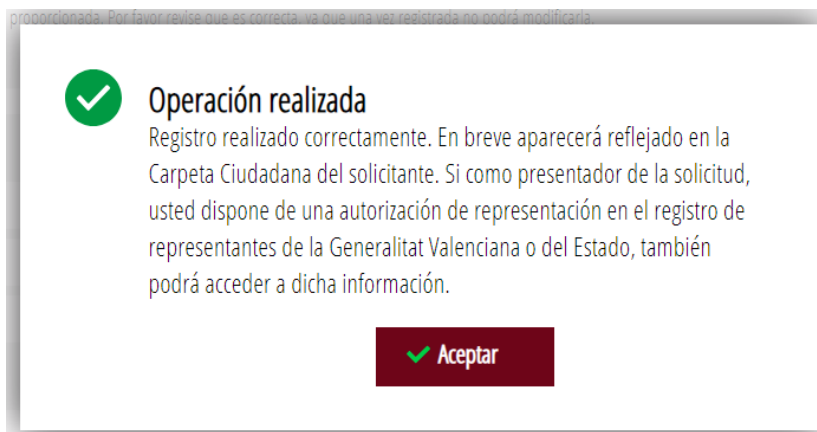 proporcionada. Por favor revise que es correcta, ya que una vez registrada no podrá modificarla.
Operación realizada
Registro realizado correctamente. En breve aparecerá reflejado en la
Carpeta Ciudadana del solicitante. Si como presentador de la solicitud,
usted dispone de una autorización de representación en el registro de
representantes de la Generalitat Valenciana o del Estado, también
podrá acceder a dicha información.
Aceptar